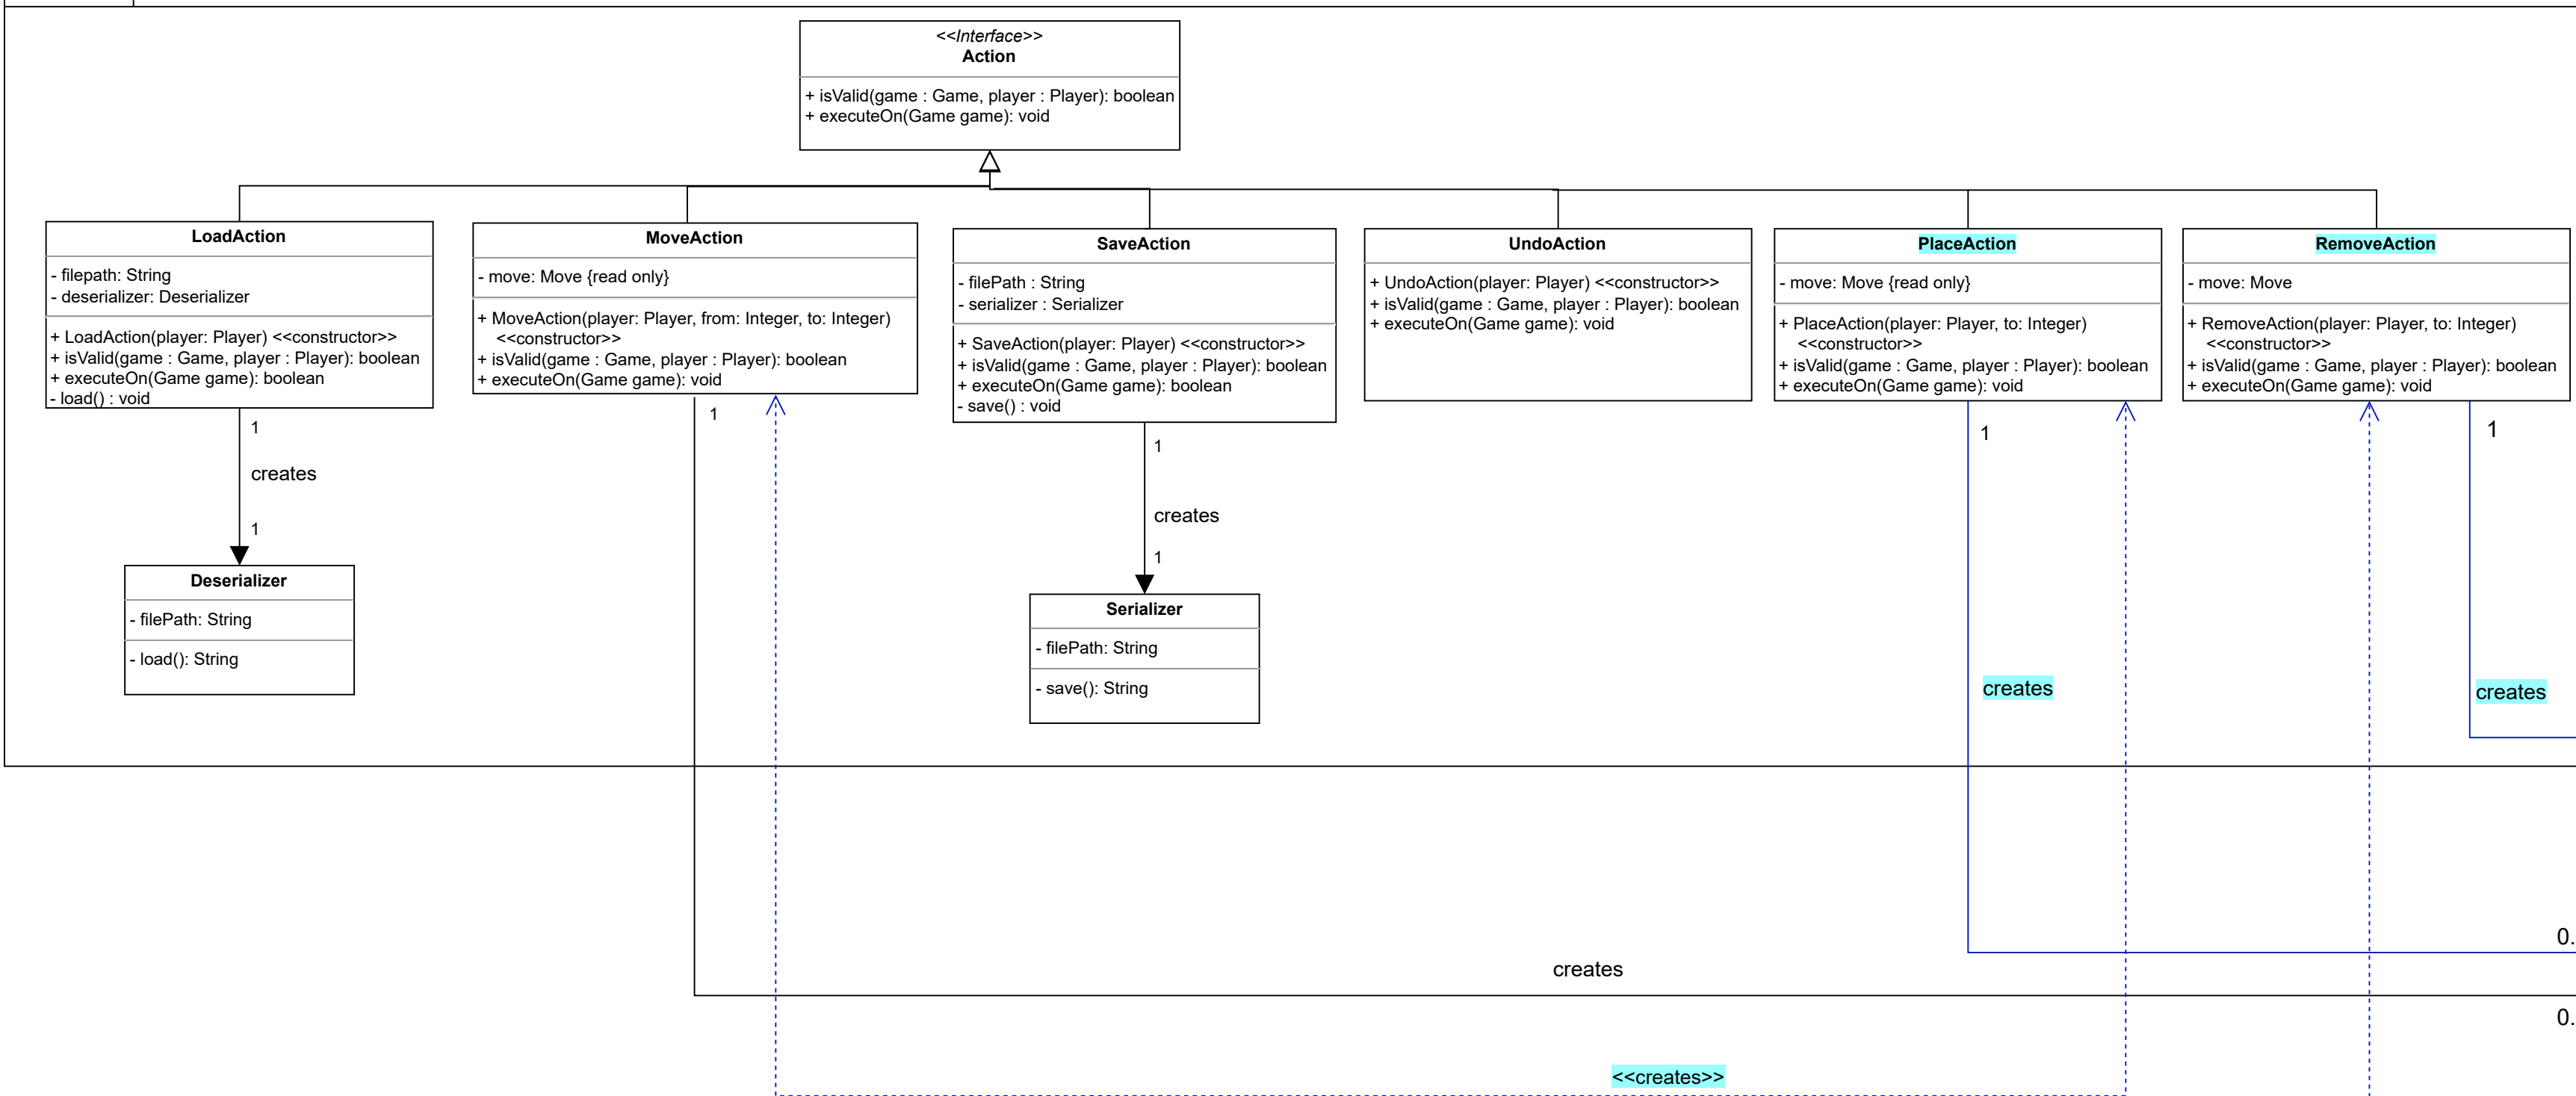 <<Interface>>
Action
+ isValid(game : Game, player : Player): boolean
+ executeOn(Game game): void
LoadAction
- filepath: String
- deserializer: Deserializer
+ LoadAction(player: Player) <<constructor>>
+ isValid(game : Game, player : Player): boolean
+ executeOn(Game game): boolean
- load() : void
MoveAction
- move: Move {read only}
+ MoveAction(player: Player, from: Integer, to: Integer)
<<constructor>>
+ isValid(game : Game, player : Player): boolean
+ executeOn(Game game): void
SaveAction
- filePath : String
- serializer : Serializer
+ SaveAction(player: Player) <<constructor>>
+ isValid(game : Game, player : Player): boolean
+ executeOn(Game game): boolean
- save() : void
UndoAction
+ UndoAction(player: Player) <<constructor>>
+ isValid(game : Game, player : Player): boolean
+ executeOn(Game game): void
PlaceAction
- move: Move {read only}
+ PlaceAction(player: Player, to: Integer)
<<constructor>>
+ isValid(game : Game, player : Player): boolean
+ executeOn(Game game): void
RemoveAction
- move: Move
+ RemoveAction(player: Player, to: Integer)
<<constructor>>
+ isValid(game : Game, player : Player): boolean
+ executeOn(Game game): void
1
creates
1
Deserializer
- filePath: String
- load(): String
1
1
creates
1
Serializer
- filePath: String
- save(): String
1
creates
1
creates
0.
creates
0.
<<creates>>